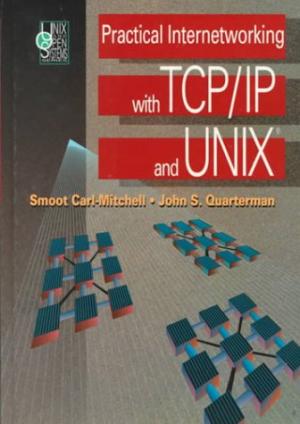 UNIX
OPEN
SYSTEMS
Practical Internetworking
with TCP/IP
and UNIX®
Smoot Carl-Mitchell • John S. Quarterman